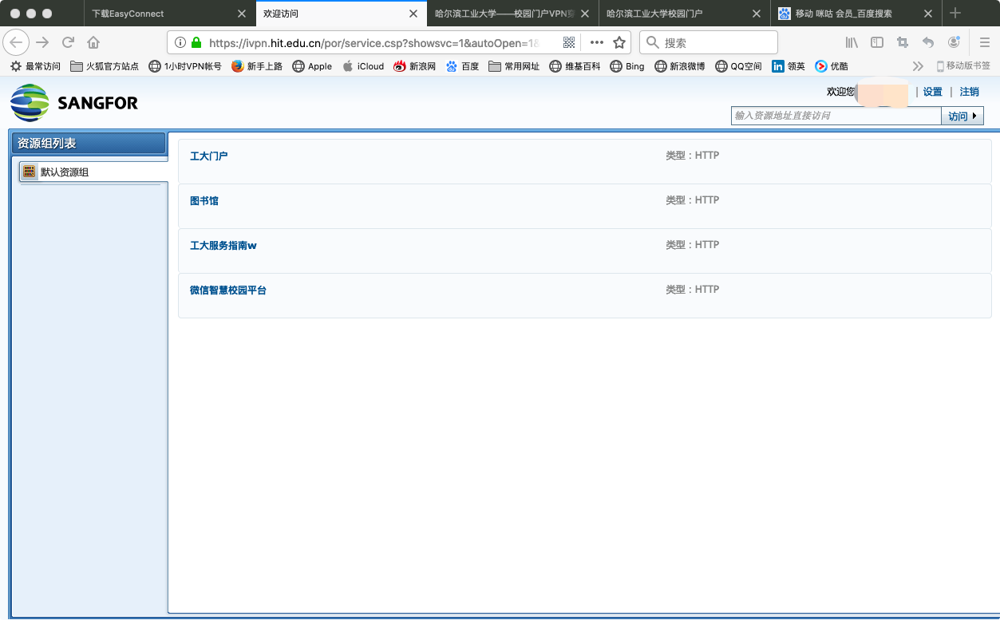 下载EasyConnect
欢迎访问
哈尔滨工业大学——校园门户VPN
哈尔滨工业大学校园门户
移动 咪咕 会员_百度搜索
https://ivpn.hit.edu.cn/por/service.csp?showsvc=1&autoOpen=1&
搜索
最常访问 火狐官方站点 1小时VPN帐号 新手上路 Apple iCloud 新浪网 百度 常用网址 维基百科 Bing 新浪微博 QQ空间 领英 优酷 移动版书签
SANGFOR
欢迎您 | 设置 | 注销
输入资源地址直接访问 访问
资源组列表
默认资源组
工大门户 类型：HTTP
图书馆 类型：HTTP
工大服务指南w 类型：HTTP
微信智慧校园平台 类型：HTTP